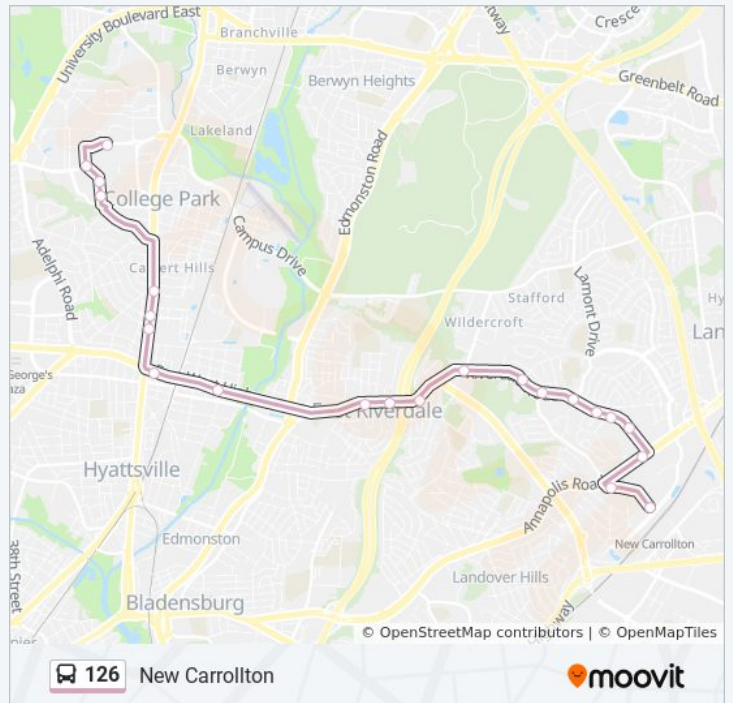 University Boulevard East
Branchville
Cresce
Berwyn
Berwyn Heights
Greenbelt Road
Lakeland
Edmonston Road
College Park
Campus Drive
Adelphi Road
Calvert Hills
Lamont Drive
Stafford
Hy
Wildercroft
Lan
George's
aza
East Riverdale
Hyattsville
Annapolis Road
38th Street
Edmonston
New Carrollton
Landover Hills
Bladensburg
© OpenStreetMap contributors | © OpenMapTiles
126 New Carrollton
moovit